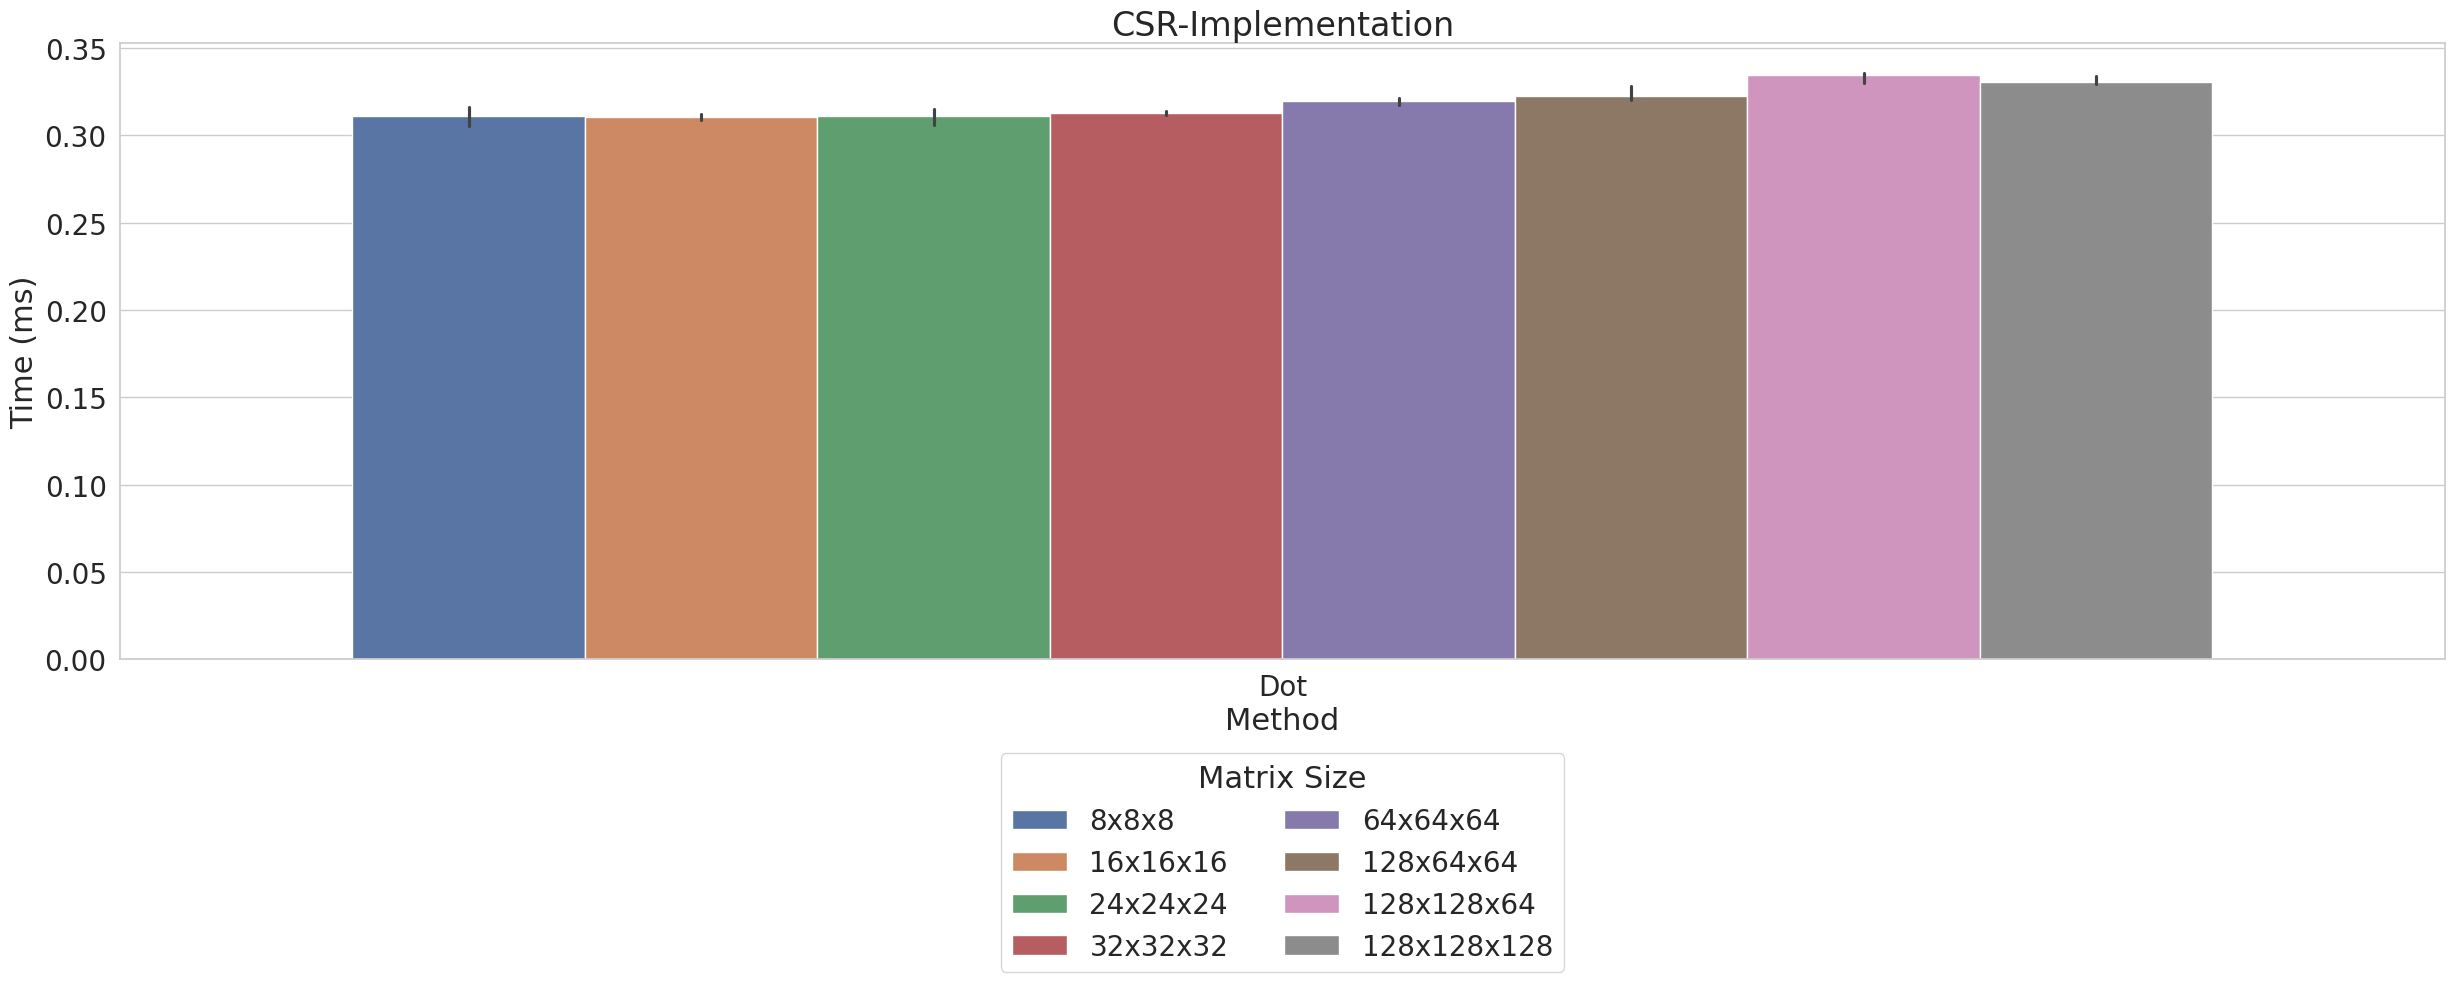 CSR-Implementation
0.35
0.30
0.25
0.20
0.15
0.10
0.05
0.00
Time (ms)
Dot
Method
Matrix Size
8x8x8
16x16x16
24x24x24
32x32x32
64x64x64
128x64x64
128x128x64
128x128x128